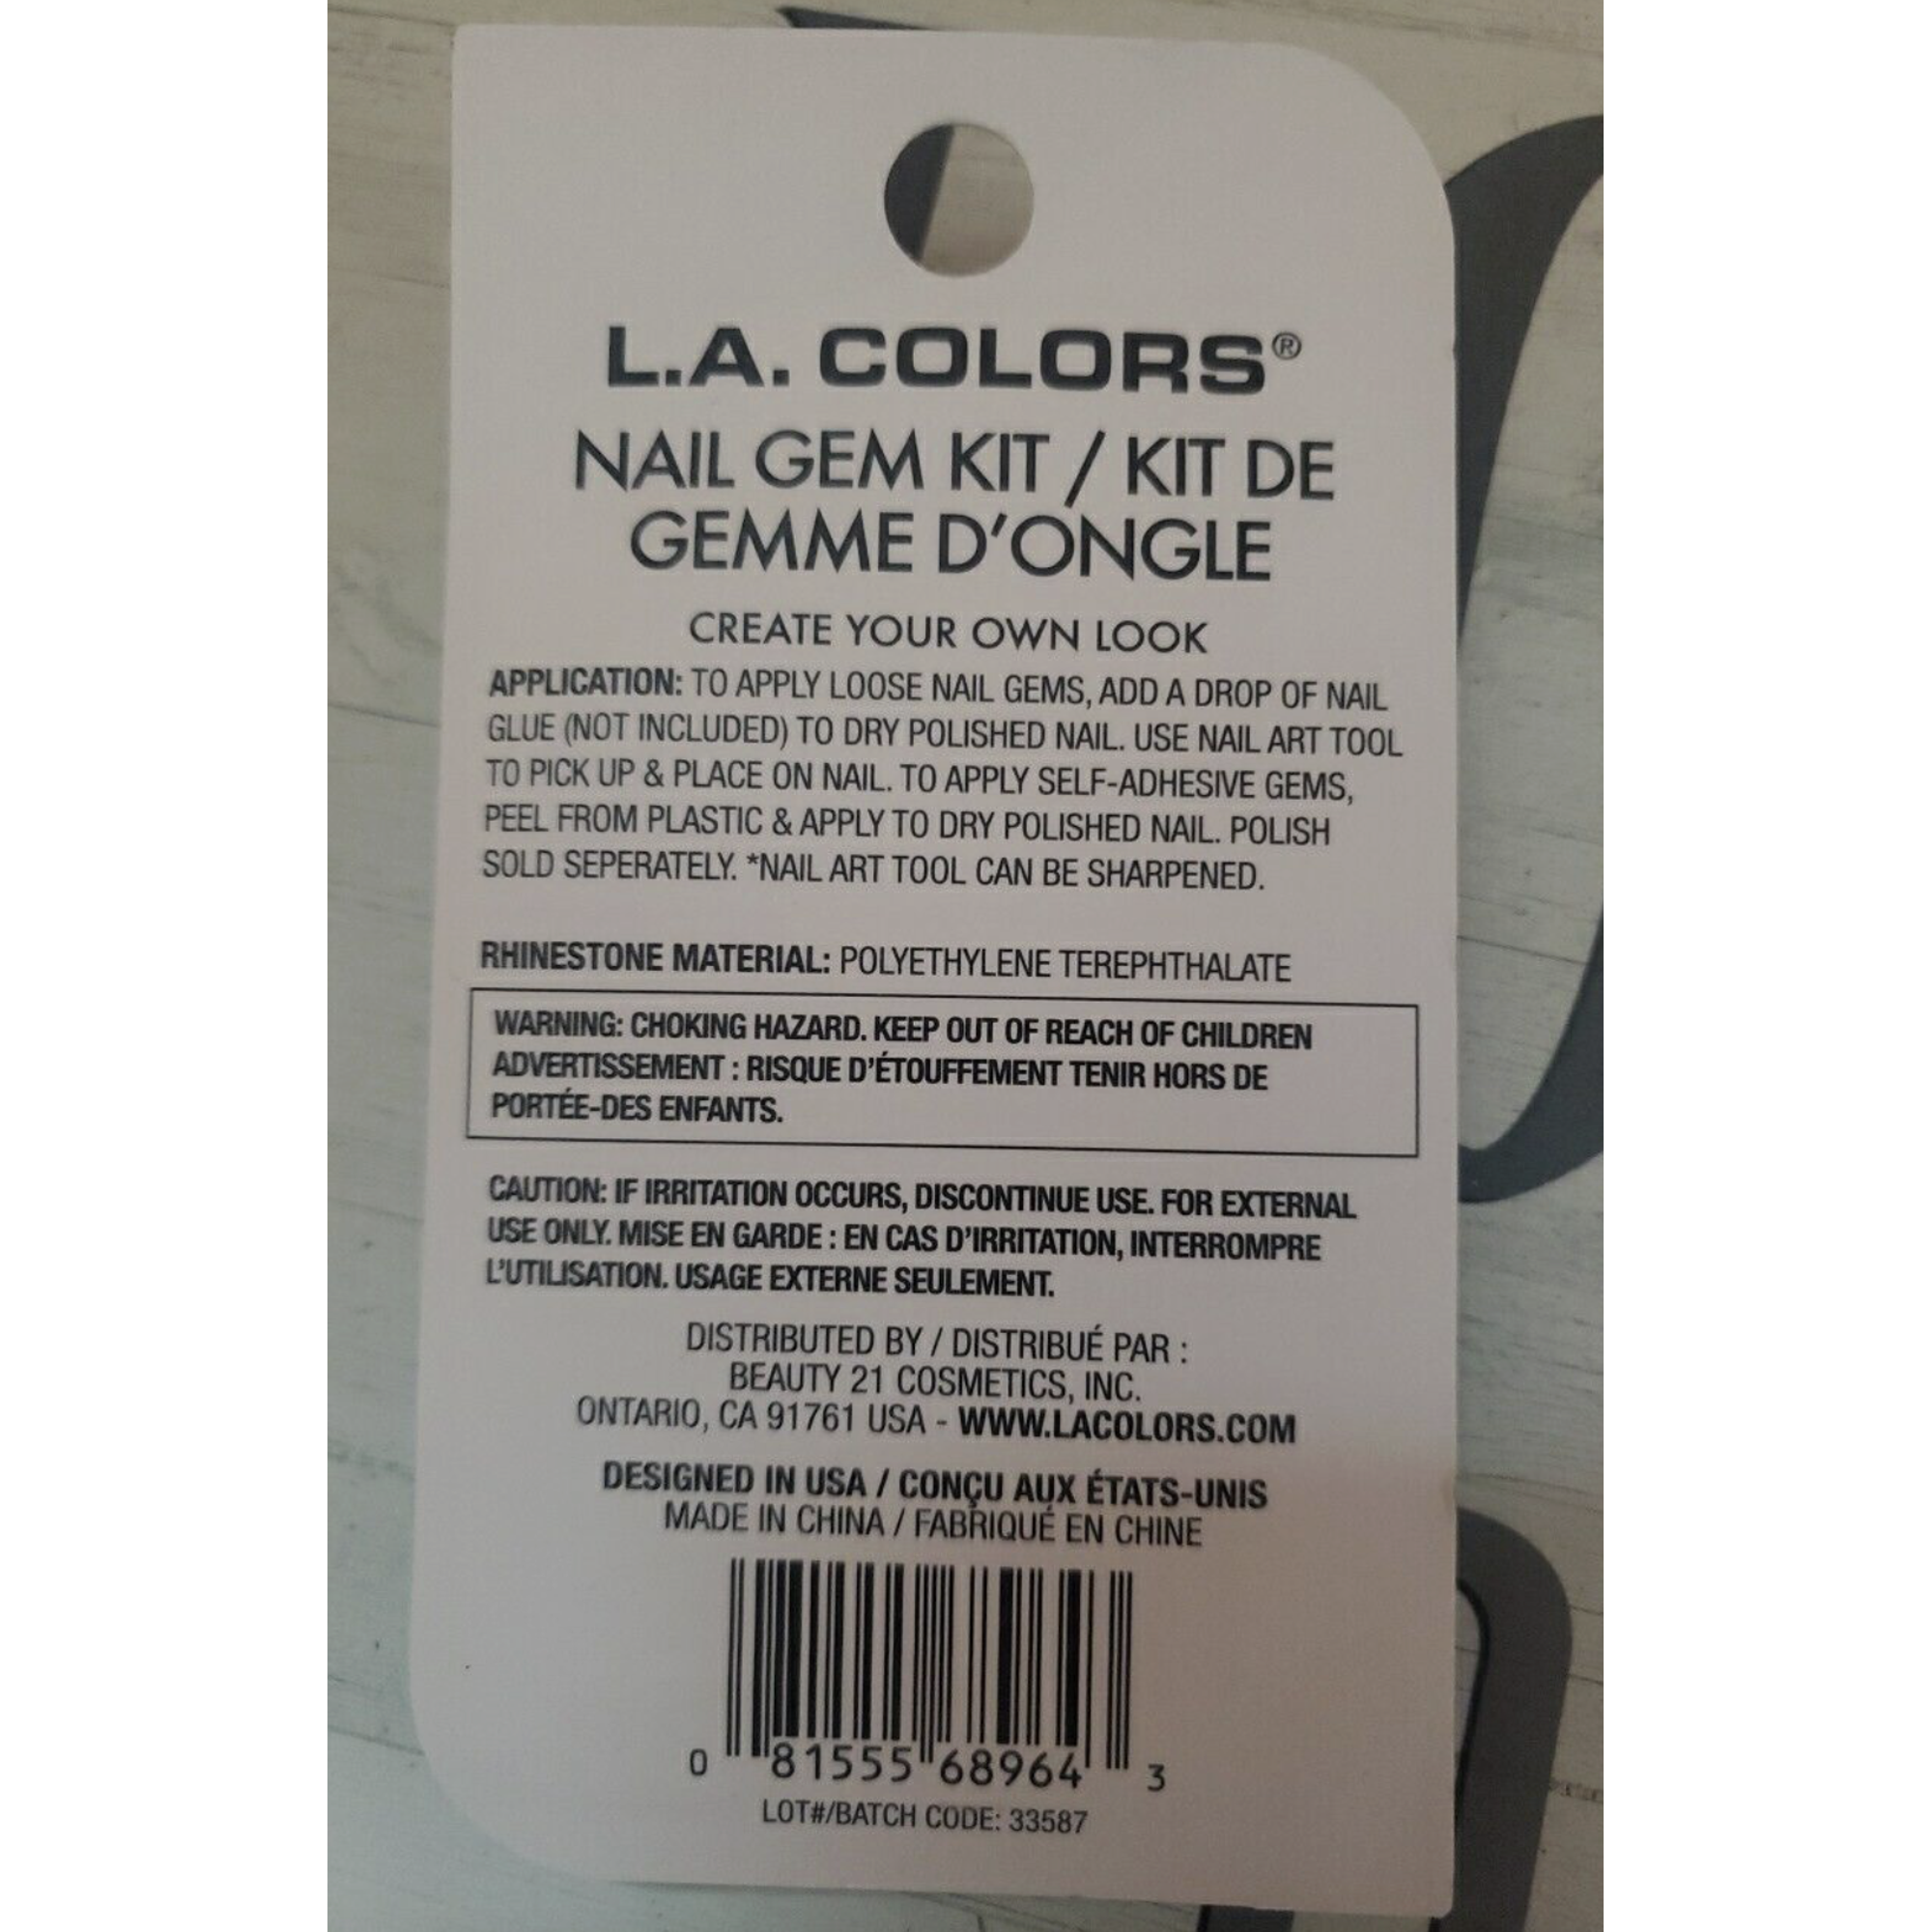 L.A. COLORS®
NAIL GEM KIT / KIT DE
GEMME D'ONGLE
CREATE YOUR OWN LOOK
APPLICATION: TO APPLY LOOSE NAIL GEMS, ADD A DROP OF NAIL
GLUE (NOT INCLUDED) TO DRY POLISHED NAIL. USE NAIL ART TOOL
TO PICK UP & PLACE ON NAIL. TO APPLY SELF-ADHESIVE GEMS,
PEEL FROM PLASTIC & APPLY TO DRY POLISHED NAIL. POLISH
SOLD SEPERATELY. *NAIL ART TOOL CAN BE SHARPENED.
RHINESTONE MATERIAL: POLYETHYLENE TEREPHTHALATE
WARNING: CHOKING HAZARD. KEEP OUT OF REACH OF CHILDREN
ADVERTISSEMENT : RISQUE D'ÉTOUFFEMENT TENIR HORS DE
PORTÉE-DES ENFANTS.
CAUTION: IF IRRITATION OCCURS, DISCONTINUE USE. FOR EXTERNAL
USE ONLY. MISE EN GARDE : EN CAS D'IRRITATION, INTERROMPRE
L'UTILISATION. USAGE EXTERNE SEULEMENT.
DISTRIBUTED BY / DISTRIBUÉ PAR :
BEAUTY 21 COSMETICS, INC.
ONTARIO, CA 91761 USA - WWW.LACOLORS.COM
DESIGNED IN USA / CONÇU AUX ÉTATS-UNIS
MADE IN CHINA / FABRIQUÉ EN CHINE
0 81555 68964 3
LOT#/BATCH CODE: 33587